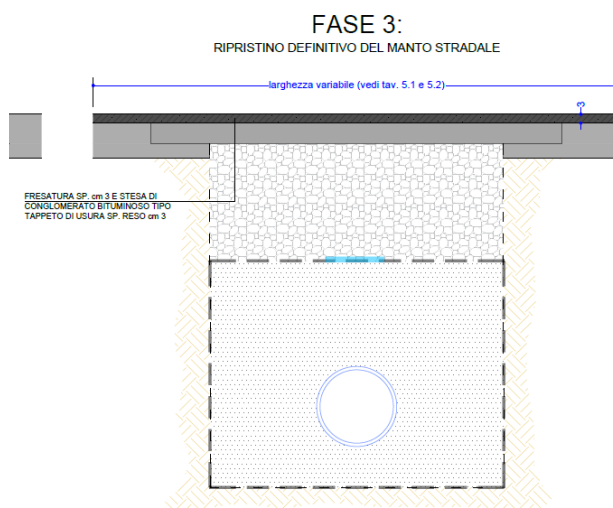 FASE 3:
RIPRISTINO DEFINITIVO DEL MANTO STRADALE
larghezza variabile (vedi tav. 5.1 e 5.2)
3
FRESATURA SP. cm 3 E STESA DI
CONGLOMERATO BITUMINOSO TIPO
TAPPETO DI USURA SP. RESO cm 3